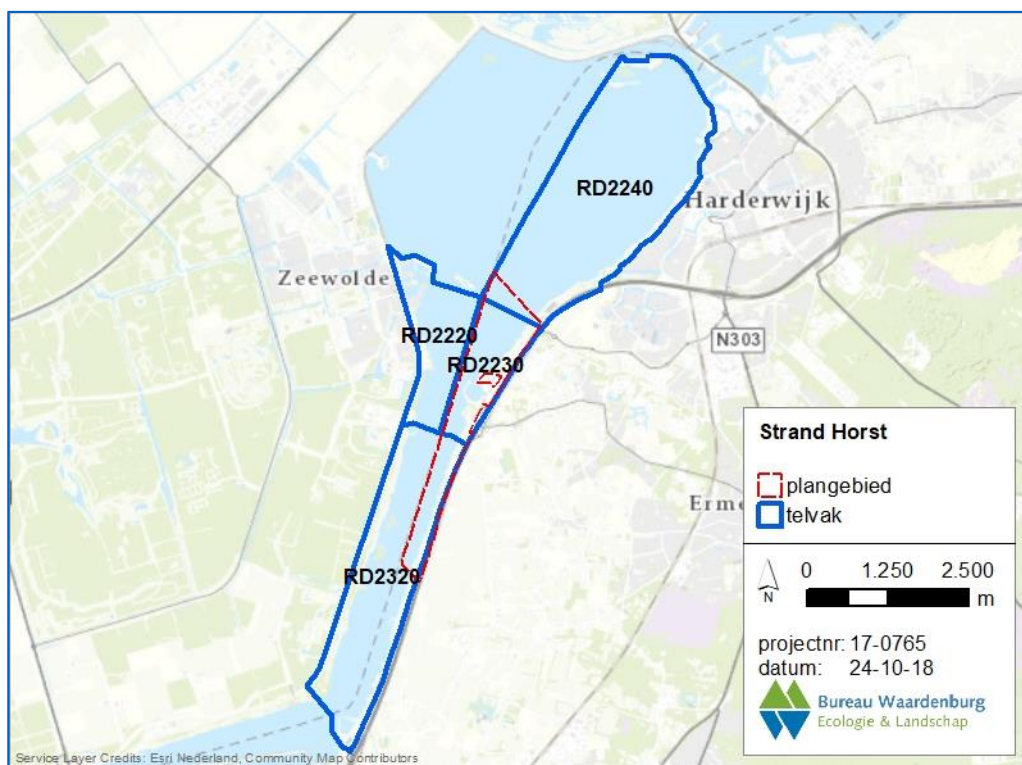 RD2240
Harderwijk
Zeewolde
RD2220
RD2230
N303
Strand Horst
plangebied
telvak
Erme
RD2320
N
0 1.250 2.500
m
projectnr: 17-0765
datum: 24-10-18
Bureau Waardenburg
Ecologie & Landschap
Service Layer Credits: Esri Nederland, Community Map Contributors